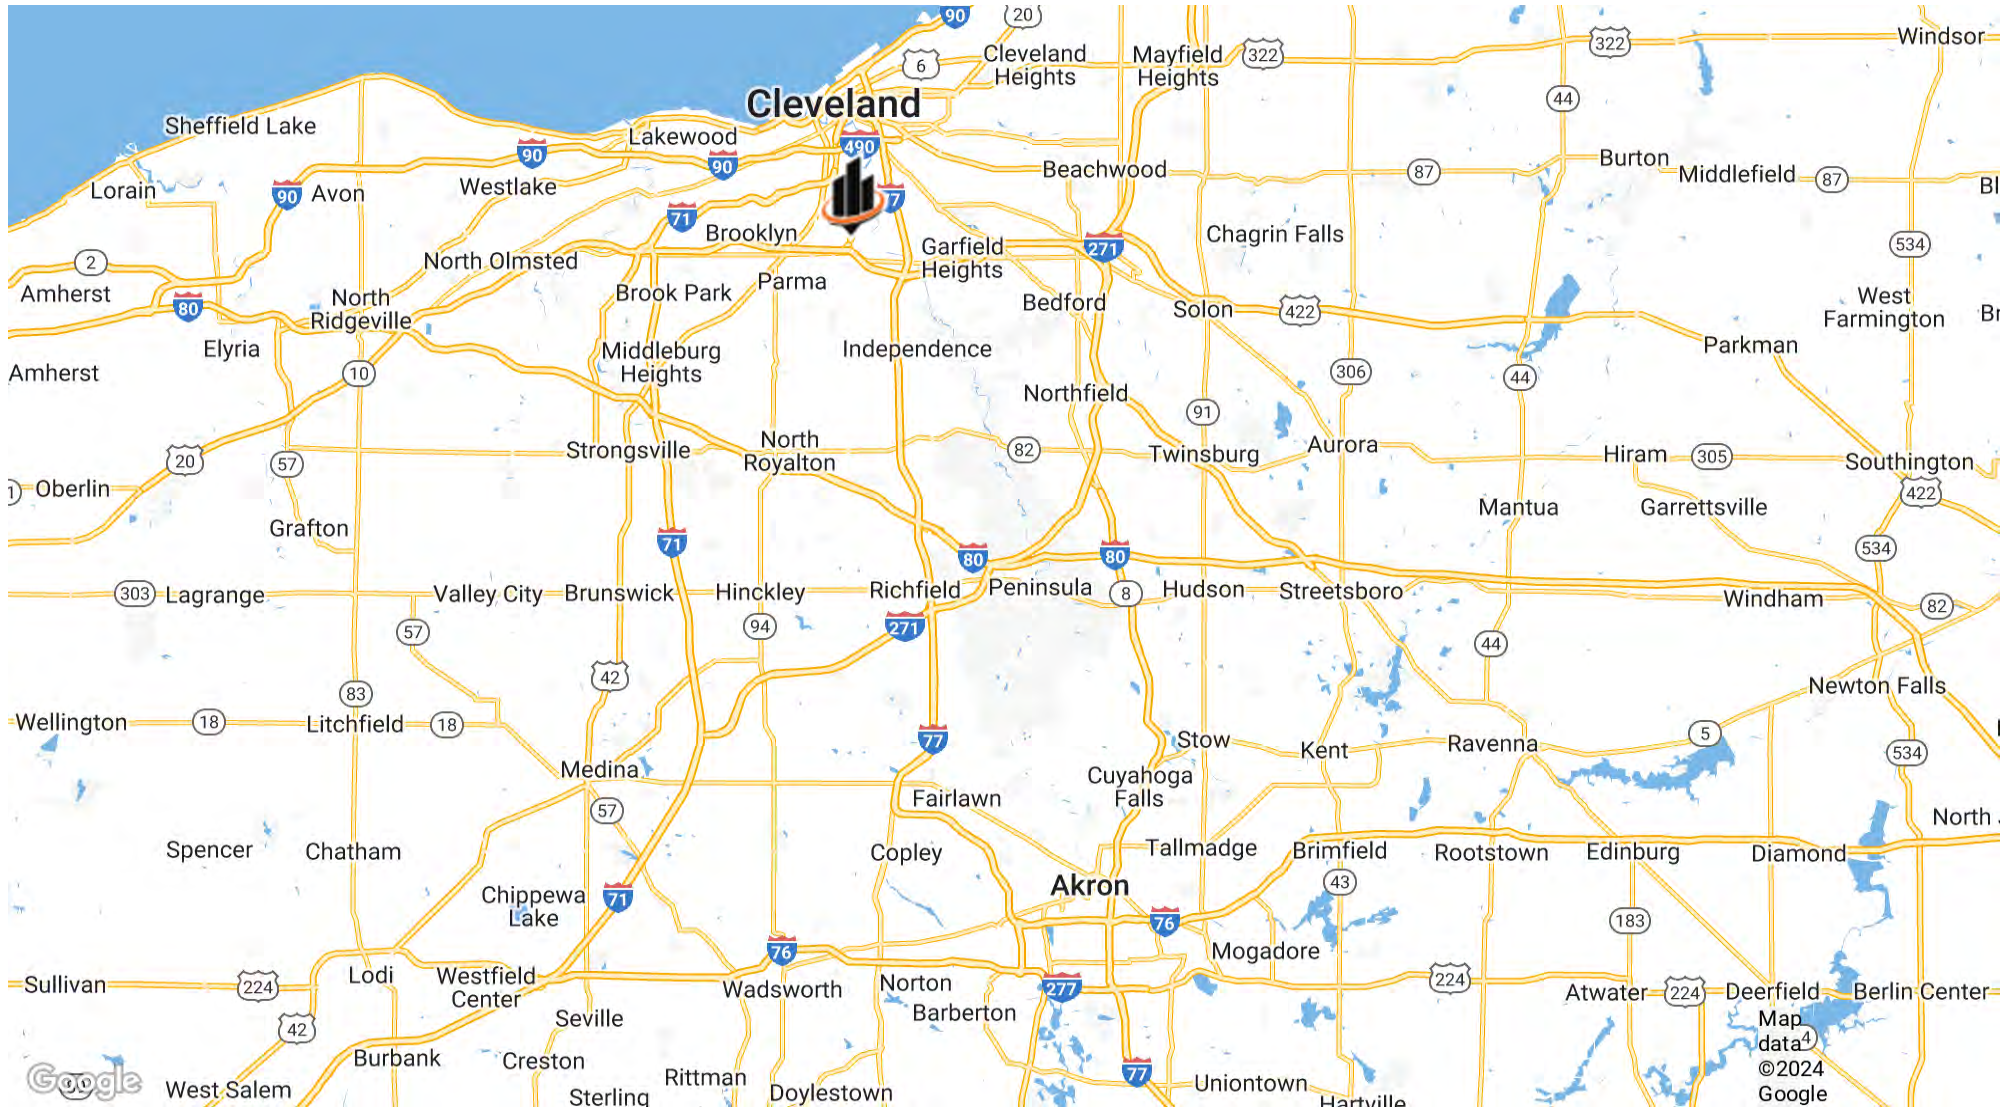 90
20
Windsor
322
6
Cleveland
Heights
Mayfield
Heights
322
44
Cleveland
Sheffield Lake
Lakewood
490
90
90
Burton
Beachwood
87
Middlefield
87
Lorain
90
Avon
Westlake
71
Brooklyn
Chagrin Falls
Garfield
Heights
271
534
2
North Olmsted
Amherst
80
North
Ridgeville
Brook Park
Parma
Bedford
Solon
422
West
Farmington
Elyria
Middleburg
Heights
Independence
Parkman
Amherst
10
306
44
Northfield
91
20
57
Strongsville
North
Royalton
82
Twinsburg
Aurora
Hiram
305
Southington
Oberlin
422
Grafton
Mantua
Garrettsville
71
80
80
534
303
Lagrange
Valley City
Brunswick
Hinckley
Richfield
Peninsula
8
Hudson
Streetsboro
Windham
82
57
94
271
44
42
83
Newton Falls
Wellington
18
Litchfield
18
77
Stow
Kent
Ravenna
5
534
Medina
Cuyahoga
Falls
57
Fairlawn
North
Spencer
Chatham
Copley
Tallmadge
Brimfield
Rootstown
Edinburg
Diamond
Akron
43
Chippewa
Lake
71
76
183
76
Mogadore
Sullivan
224
Lodi
Westfield
Center
Wadsworth
Norton
277
224
Atwater
224
Deerfield
Berlin Center
42
Seville
Barberton
Map
data
©2024
Google
Burbank
Creston
77
Google
West Salem
Sterling
Rittman
Doylestown
Uniontown
Hartville